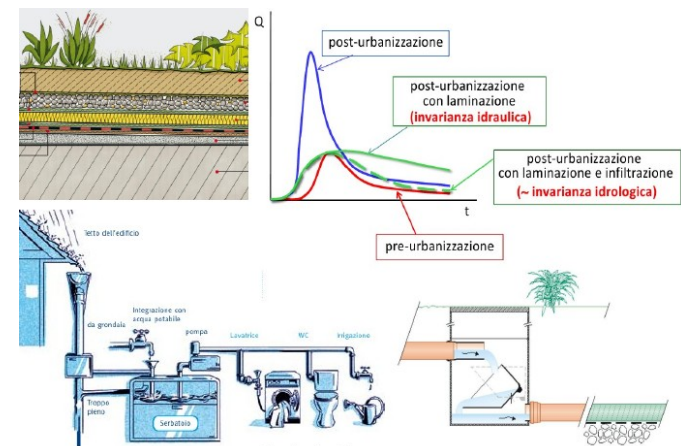 Q
post-urbanizzazione
post-urbanizzazione
con laminazione
(invarianza idraulica)
post-urbanizzazione
con laminazione e infiltrazione
(~ invarianza idrologica)
t
pre-urbanizzazione
Tetto dell'edificio
Integrazione con
acqua potabile
da grondaia
pompa
Lavatrice
WC
Irrigazione
Troppo
pieno
Serbatoio